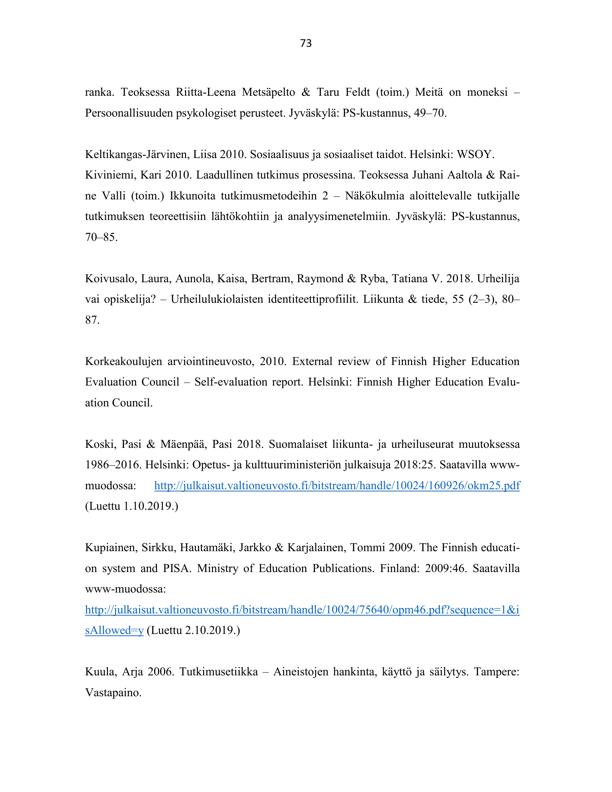 73
ranka. Teoksessa Riitta-Leena Metsäpelto & Taru Feldt (toim.) Meitä on moneksi –
Persoonallisuuden psykologiset perusteet. Jyväskylä: PS-kustannus, 49–70.
Keltikangas-Järvinen, Liisa 2010. Sosiaalisuus ja sosiaaliset taidot. Helsinki: WSOY.
Kiviniemi, Kari 2010. Laadullinen tutkimus prosessina. Teoksessa Juhani Aaltola & Rai-
ne Valli (toim.) Ikkunoita tutkimusmetodeihin 2 – Näkökulmia aloittelevalle tutkijalle
tutkimuksen teoreettisiin lähtökohtiin ja analyysimenetelmiin. Jyväskylä: PS-kustannus,
70–85.
Koivusalo, Laura, Aunola, Kaisa, Bertram, Raymond & Ryba, Tatiana V. 2018. Urheilija
vai opiskelija? – Urheilulukiolaisten identiteettiprofiilit. Liikunta & tiede, 55 (2–3), 80–
87.
Korkeakoulujen arviointineuvosto, 2010. External review of Finnish Higher Education
Evaluation Council – Self-evaluation report. Helsinki: Finnish Higher Education Evalu-
ation Council.
Koski, Pasi & Mäenpää, Pasi 2018. Suomalaiset liikunta- ja urheiluseurat muutoksessa
1986–2016. Helsinki: Opetus- ja kulttuuriministeriön julkaisuja 2018:25. Saatavilla www-
muodossa: http://julkaisut.valtioneuvosto.fi/bitstream/handle/10024/160926/okm25.pdf
(Luettu 1.10.2019.)
Kupiainen, Sirkku, Hautamäki, Jarkko & Karjalainen, Tommi 2009. The Finnish educati-
on system and PISA. Ministry of Education Publications. Finland: 2009:46. Saatavilla
www-muodossa:
http://julkaisut.valtioneuvosto.fi/bitstream/handle/10024/75640/opm46.pdf?sequence=1&i
sAllowed=y (Luettu 2.10.2019.)
Kuula, Arja 2006. Tutkimusetiikka – Aineistojen hankinta, käyttö ja säilytys. Tampere:
Vastapaino.